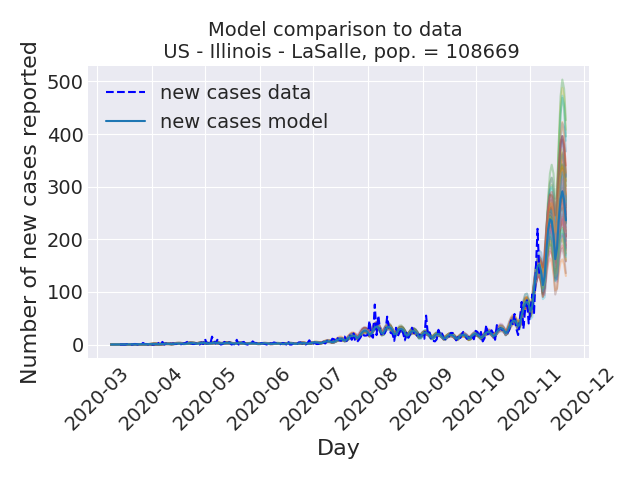 Model comparison to data
US - Illinois - LaSalle, pop. = 108669
Number of new cases reported
500
400
300
200
100
0
new cases data
new cases model
2020-03
2020-04
2020-05
2020-06
2020-07
2020-08
2020-09
2020-10
2020-11
2020-12
Day